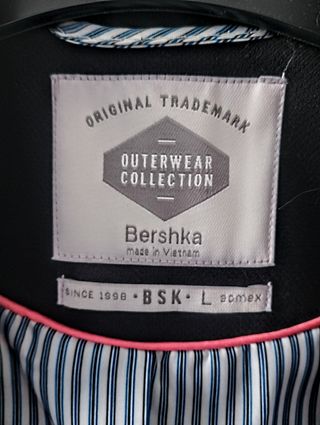 ORIGINAL TRADEMARK
OUTERWEAR
COLLECTION
Bershka
made in Vietnam
SINCE 1998 • BSK • L